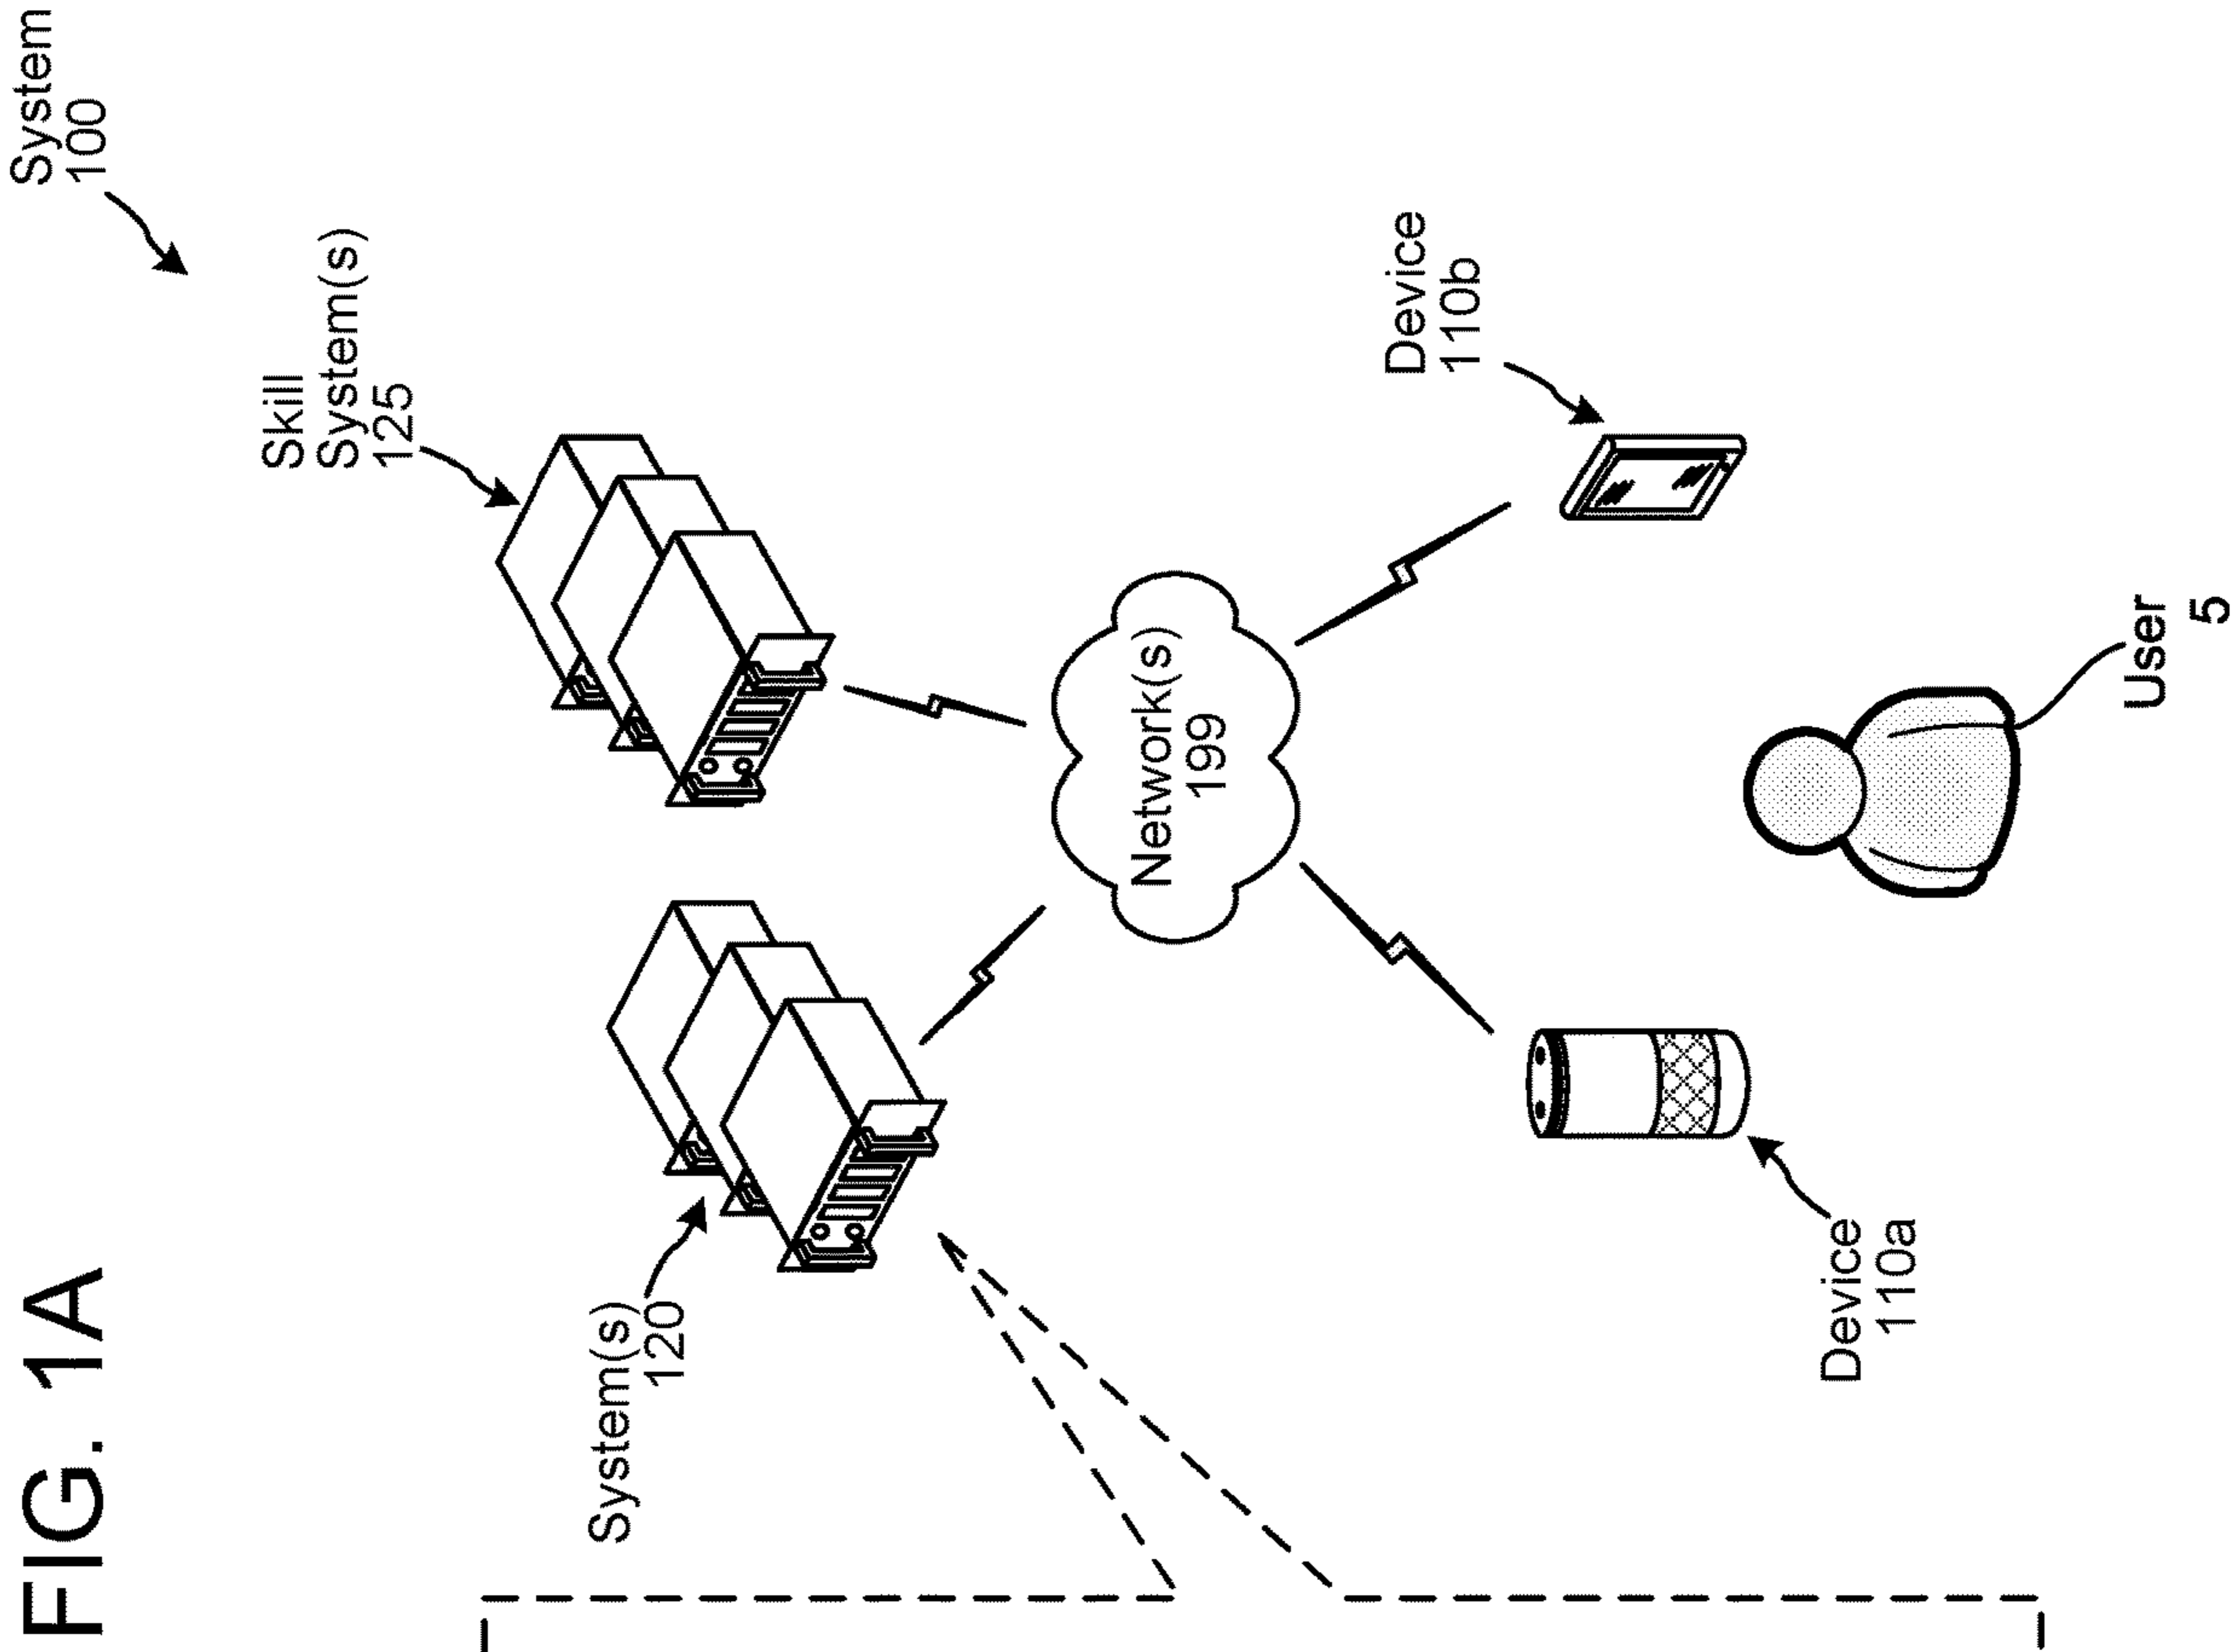 FIG. 1A
System
100
Skill
System(s)
125
System(s)
120
Network(s)
199
Device
110b
Device
110a
User
5